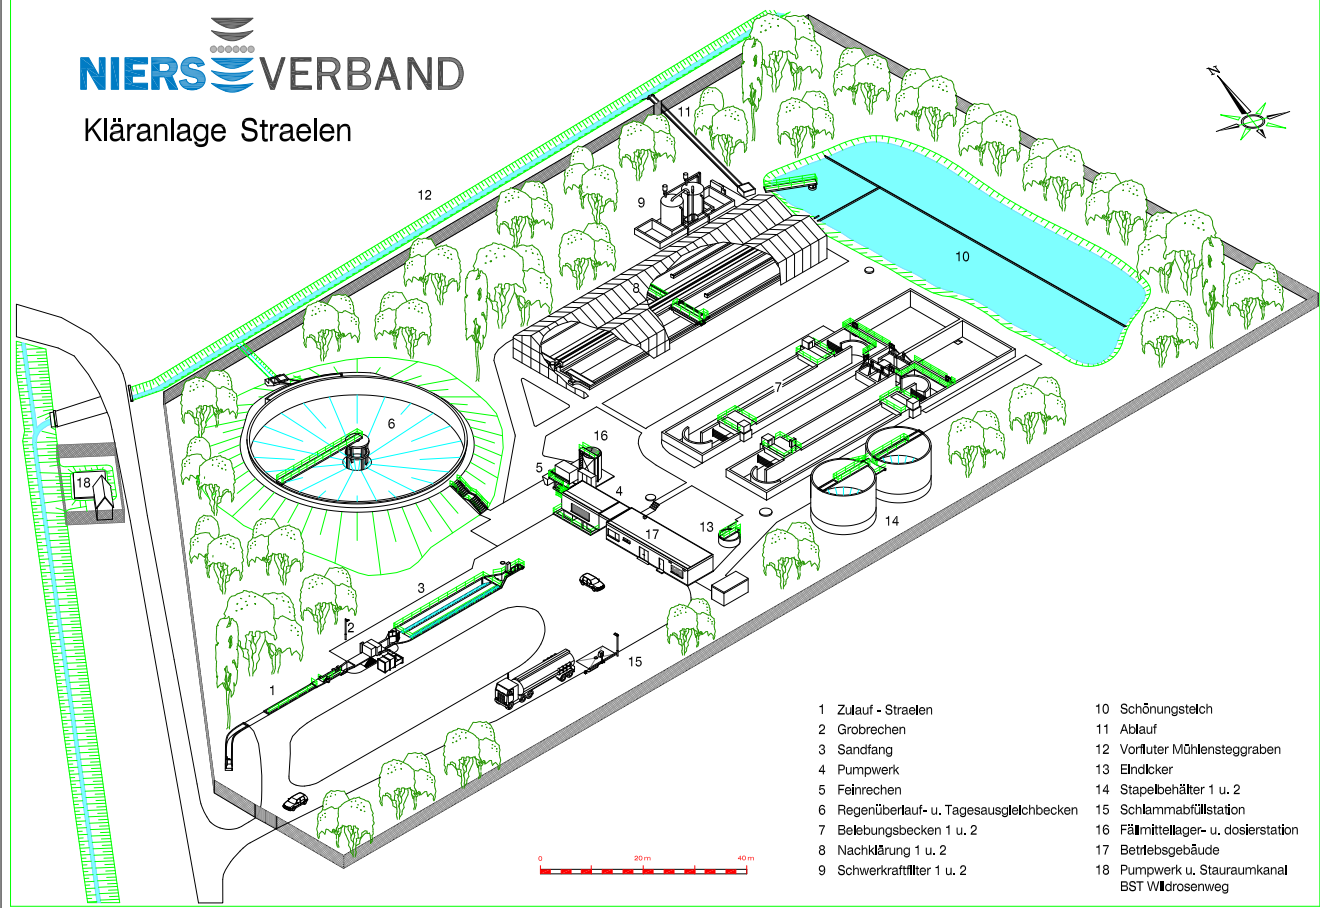 NIERS VERBAND
Kläranlage Straelen
N
11
12
9
10
8
7
6
16
5
18
4
13
17
14
3
2
15
1
1 Zulauf - Straelen
2 Grobrechen
3 Sandfang
4 Pumpwerk
5 Feinrechen
6 Regenüberlauf- u. Tagesausgleichbecken
7 Belebungsbecken 1 u. 2
8 Nachklärung 1 u. 2
9 Schwerkraftfilter 1 u. 2
10 Schönungsteich
11 Ablauf
12 Vorfluter Mühlensteggraben
13 Eindicker
14 Stapelbehälter 1 u. 2
15 Schlammabfüllstation
16 Fällmittellager- u. dosierstation
17 Betriebsgebäude
18 Pumpwerk u. Stauraumkanal
BST Wildrosenweg
0 20m 40m